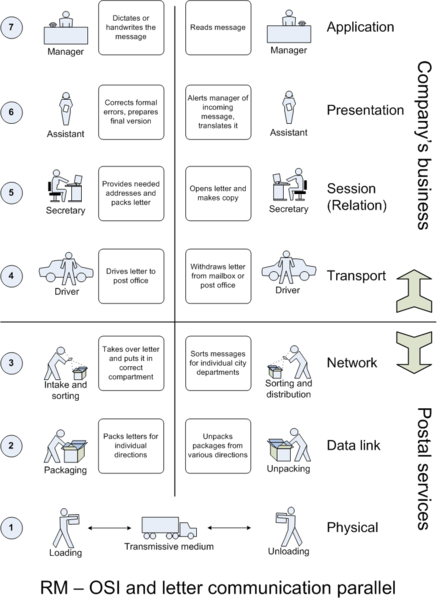 7
Manager
Dictates or
handwrites the
message
Reads message
Manager
Application
6
Assistant
Corrects formal
errors, prepares
final version
Alerts manager of
incoming
message,
translates it
Assistant
Presentation
5
Secretary
Provides needed
addresses and
packs letter
Opens letter and
makes copy
Secretary
Session
(Relation)
4
Driver
Drives letter to
post office
Withdraws letter
from mailbox or
post office
Driver
Transport
Company's business
3
Intake and
sorting
Takes over letter
and puts it in
correct
compartment
Sorts messages
for individual city
departments
Sorting and
distribution
Network
2
Packaging
Packs letters for
individual
directions
Unpacks
packages from
various directions
Unpacking
Data link
1
Loading
Transmissive medium
Unloading
Physical
Postal services
RM – OSI and letter communication parallel